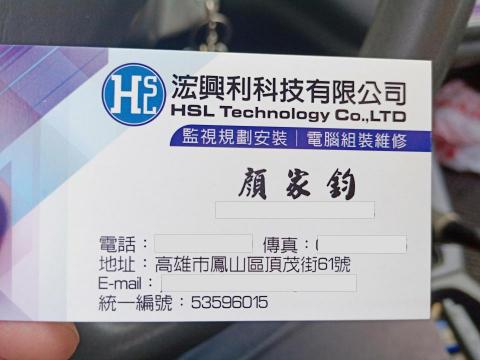 HSL 浤興利科技有限公司
HSL Technology Co.,LTD
監視規劃安裝｜電腦組裝維修
顏家鈞
電話： 傳真：
地址：高雄市鳳山區頂茂街61號
E-mail：
統一編號：53596015